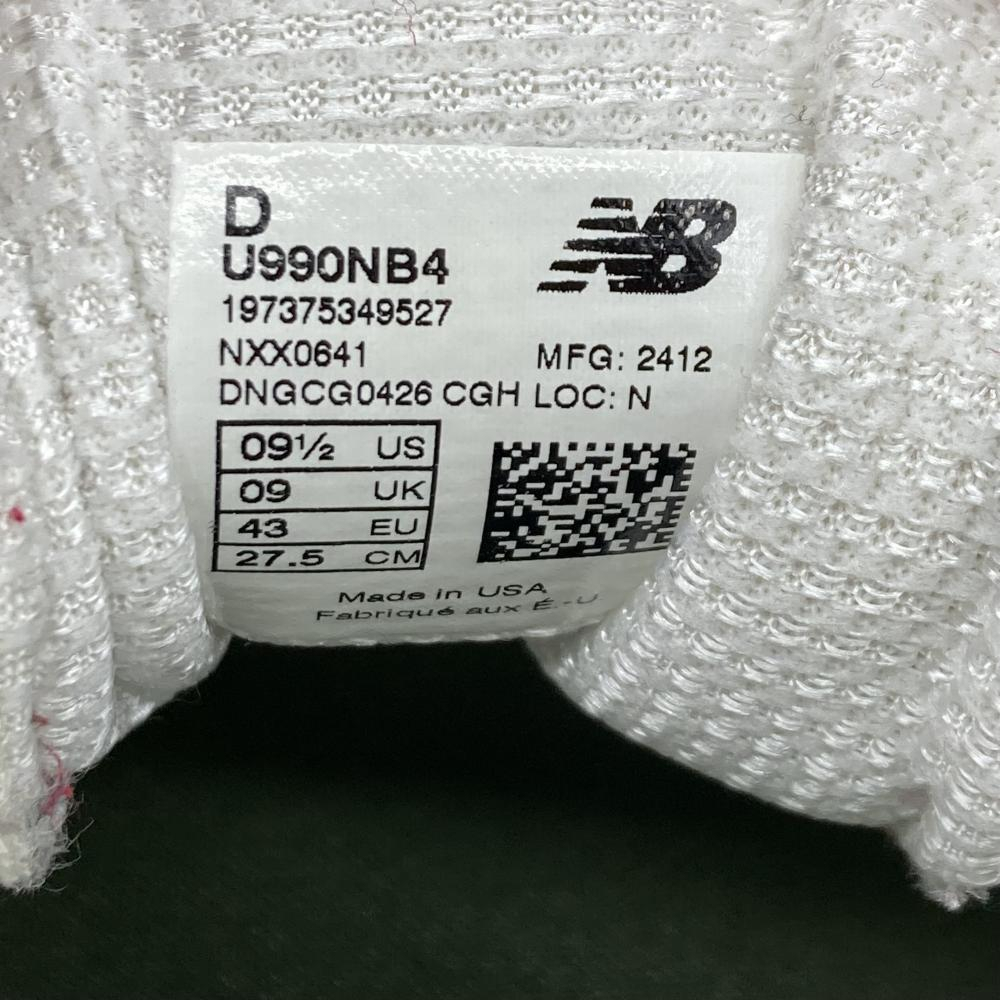 D
NB
U990NB4
197375349527
NXX0641 MFG: 2412
DNGCG0426 CGH LOC: N
09½ US
09 UK
43 EU
27.5 CM
Made in USA
Fabriqué aux É.-U